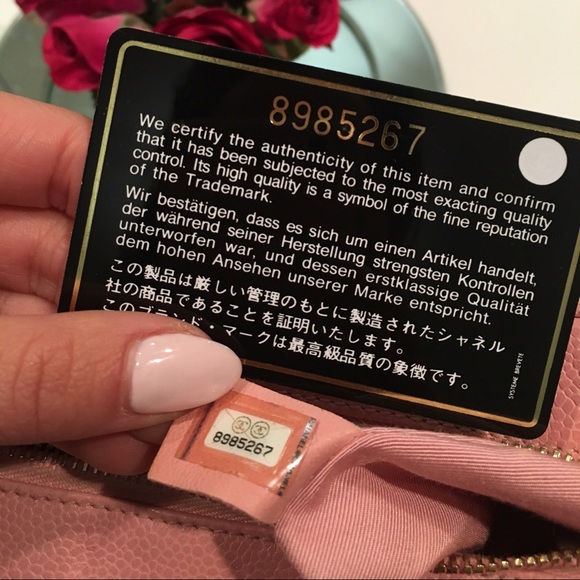 8985267
We certify the authenticity of this item and confirm
that it has been subjected to the most exacting quality
control. Its high quality is a symbol of the fine reputation
of the Trademark.
Wir bestätigen, dass es sich um einen Artikel handelt,
der während seiner Herstellung strengsten Kontrollen
unterworfen war, und dessen erstklassige Qualität
dem hohen Ansehen unserer Marke entspricht.
この製品は厳しい管理のもとに製造されたシャネル
社の商品であることを証明いたします。
このブランド・マークは最高級品質の象徴です。
SYSTEME BREVETE
8985267